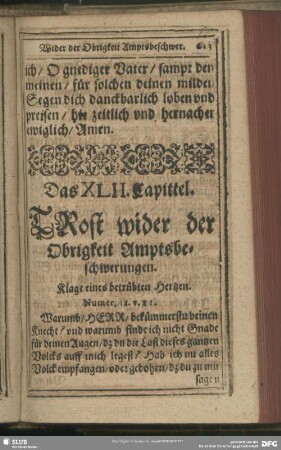 Wider der Obrigkeit Amptsbeschwer. 613
ich / O gnediger Vater / sampt den
meinen / für solchen deinen milden
Segen dich danckbarlich loben vnd
preisen / hie zeitlich vnd hernacher
ewiglich / Amen.
Das XLII. Capittel.
TRost wider der
Obrigkeit Amptsbe-
schwerungen.
Klage eines betrübten Hertzen.
Numer. 11. v. 11.
Warumb / HERR / bekümmerstu deinen
Knecht / vnd warumb finde ich nicht Gnade
für deinen Augen / dz du die Last dieses gantzen
Volcks auff mich legest / Hab ich nu alles
Volck empfangen / oder gebohrn / dz du zu mir
sagen
SLUB
DFG